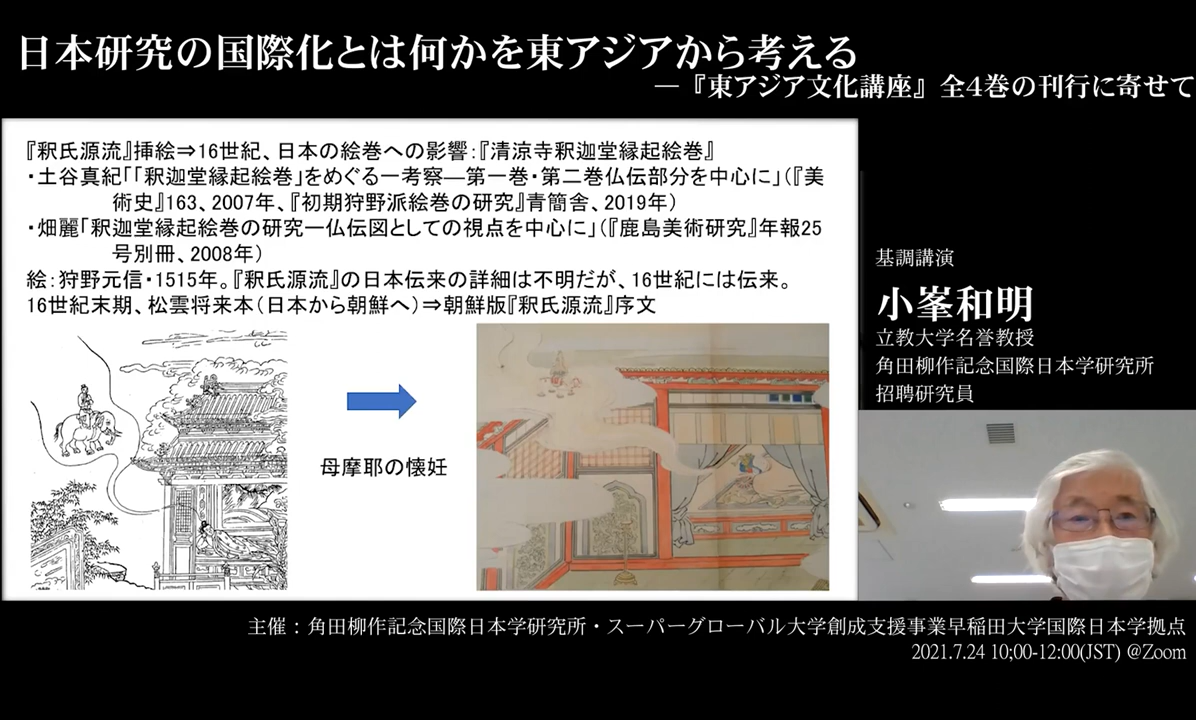 日本研究の国際化とは何かを東アジアから考える
―『東アジア文化講座』全4巻の刊行に寄せて
『釈氏源流』挿絵⇒16世紀、日本の絵巻への影響：『清涼寺釈迦堂縁起絵巻』
・土谷真紀「「釈迦堂縁起絵巻」をめぐる一考察―第一巻・第二巻仏伝部分を中心に」（『美
術史』163、2007年、『初期狩野派絵巻の研究』青簡舎、2019年）
・畑麗「釈迦堂縁起絵巻の研究―仏伝図としての視点を中心に」（『鹿島美術研究』年報25
号別冊、2008年）
絵：狩野元信・1515年。『釈氏源流』の日本伝来の詳細は不明だが、16世紀には伝来。
16世紀末期、松雲将来本（日本から朝鮮へ）⇒朝鮮版『釈氏源流』序文
母摩耶の懐妊
基調講演
小峯和明
立教大学名誉教授
角田柳作記念国際日本学研究所
招聘研究員
主催：角田柳作記念国際日本学研究所・スーパーグローバル大学創成支援事業早稲田大学国際日本学拠点
2021.7.24 10;00-12:00(JST) @Zoom